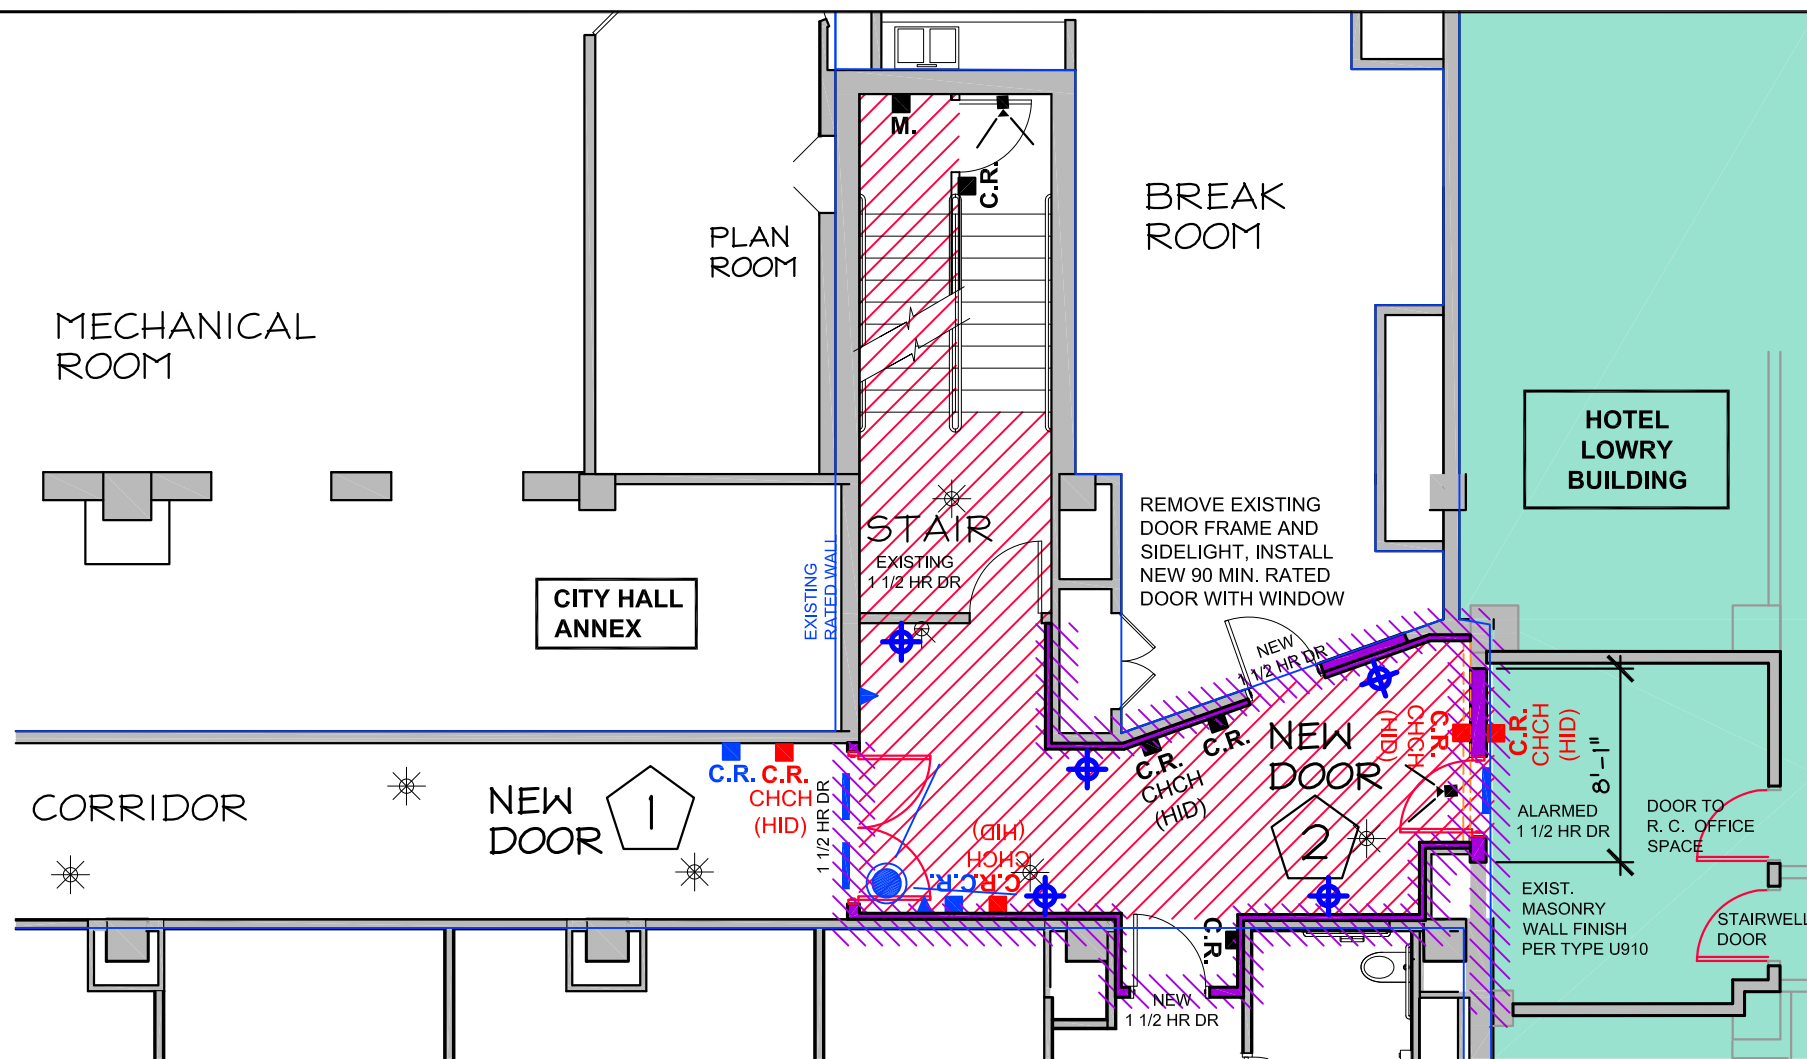 M.
C.R.
BREAK
ROOM
PLAN
ROOM
MECHANICAL
ROOM
HOTEL
LOWRY
BUILDING
REMOVE EXISTING
DOOR FRAME AND
SIDELIGHT, INSTALL
NEW 90 MIN. RATED
DOOR WITH WINDOW
STAIR
EXISTING
1 1/2 HR DR
EXISTING
RATED WALL
CITY HALL
ANNEX
NEW
1 1/2 HR DR
C.R.
C.R.
CHCH
(HID)
NEW
DOOR
2
C.R.
CHCH
(HID)
C.R.
CHCH
(HID)
8'-1"
ALARMED
1 1/2 HR DR
DOOR TO
R. C. OFFICE
SPACE
CORRIDOR
NEW
DOOR
1
C.R.
C.R.
CHCH
(HID)
1 1/2 HR DR
(HID)
CHCH
C.R.
C.R.
C.R.
EXIST.
MASONRY
WALL FINISH
PER TYPE U910
STAIRWELL
DOOR
NEW
1 1/2 HR DR